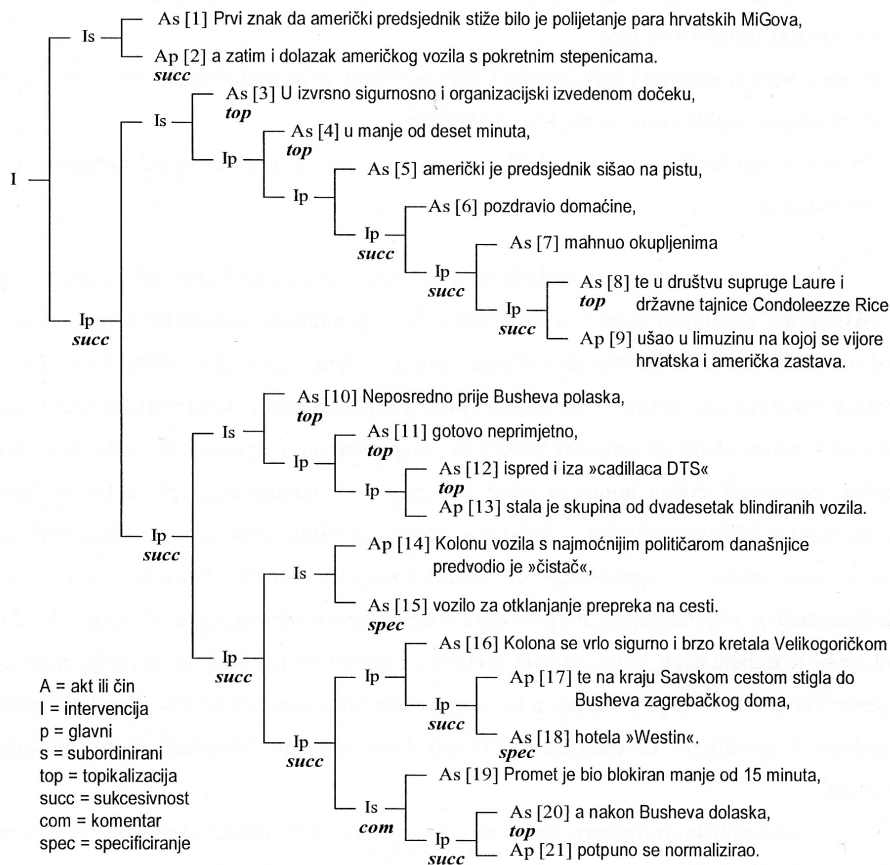 As [1] Prvi znak da američki predsjednik stiže bilo je polijetanje para hrvatskih MiGova,
Is
Ap [2] a zatim i dolazak američkog vozila s pokretnim stepenicama.
succ
As [3] U izvrsno sigurnosno i organizacijski izvedenom dočeku,
top
Is
As [4] u manje od deset minuta,
top
Ip
As [5] američki je predsjednik sišao na pistu,
I
Ip
As [6] pozdravio domaćine,
Ip
succ
As [7] mahnuo okupljenima
Ip
succ
As [8] te u društvu supruge Laure i
top
državne tajnice Condoleezze Rice
Ip
succ
Ip
succ
Ap [9] ušao u limuzinu na kojoj se vijore
hrvatska i američka zastava.
As [10] Neposredno prije Busheva polaska,
top
Is
As [11] gotovo neprimjetno,
top
Ip
As [12] ispred i iza »cadillaca DTS«
top
Ip
Ap [13] stala je skupina od dvadesetak blindiranih vozila.
Ip
succ
Ap [14] Kolonu vozila s najmoćnijim političarom današnjice
predvodio je »čistač«,
Is
As [15] vozilo za otklanjanje prepreka na cesti.
spec
Ip
succ
As [16] Kolona se vrlo sigurno i brzo kretala Velikogoričkom
Ip
Ap [17] te na kraju Savskom cestom stigla do
Busheva zagrebačkog doma,
Ip
succ
As [18] hotela »Westin«.
spec
Ip
succ
As [19] Promet je bio blokiran manje od 15 minuta,
Is
com
As [20] a nakon Busheva dolaska,
top
Ip
succ
Ap [21] potpuno se normalizirao.
A = akt ili čin
I = intervencija
p = glavni
s = subordinirani
top = topikalizacija
succ = sukcesivnost
com = komentar
spec = specificiranje